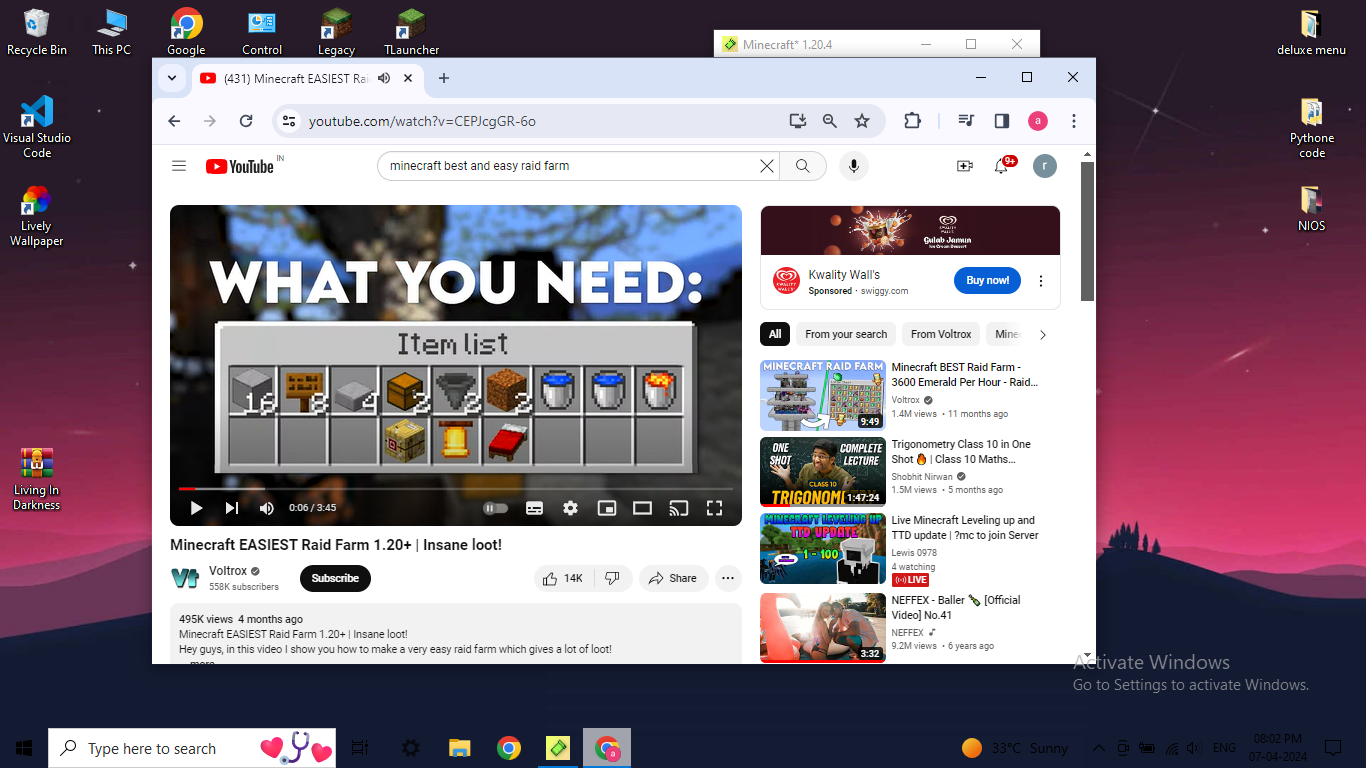 Recycle Bin
This PC
Google
Control
Legacy
TLauncher
deluxe menu
Visual Studio
Code
Lively
Wallpaper
Living In
Darkness
Pythone
code
NIOS
Minecraft* 1.20.4
(431) Minecraft EASIEST Rai
youtube.com/watch?v=CEPJcgGR-6o
a
YouTube IN
minecraft best and easy raid farm
9+
r
WHAT YOU NEED:
Item list
16 8 4 2 2 2
0:06 / 3:45
Minecraft EASIEST Raid Farm 1.20+ | Insane loot!
Vt
Voltrox
558K subscribers
Subscribe
14K
Share
495K views 4 months ago
Minecraft EASIEST Raid Farm 1.20+ | Insane loot!
Hey guys, in this video I show you how to make a very easy raid farm which gives a lot of loot!
...more
KWALITY
WALL'S
Gulab Jamun
Ice Cream Dessert
Kwality Wall's
Sponsored · swiggy.com
Buy now!
All
From your search
From Voltrox
Mine
MINECRAFT RAID FARM
9:49
Minecraft BEST Raid Farm -
3600 Emerald Per Hour - Raid...
Voltrox
1.4M views · 11 months ago
ONE
SHOT
COMPLETE
LECTURE
CLASS 10
TRIGONOMETRY
1:47:24
Trigonometry Class 10 in One
Shot 🔥 | Class 10 Maths...
Shobhit Nirwan
1.5M views · 5 months ago
MINECRAFT LEVELING UP
TTD UPDATE
1 - 100
Live Minecraft Leveling up and
TTD update | ?mc to join Server
Lewis 0978
4 watching
LIVE
3:32
NEFFEX - Baller 🍾 [Official
Video] No.41
NEFFEX
9.2M views · 6 years ago
Activate Windows
Go to Settings to activate Windows.
Type here to search
a
33°C Sunny
ENG
08:02 PM
07-04-2024